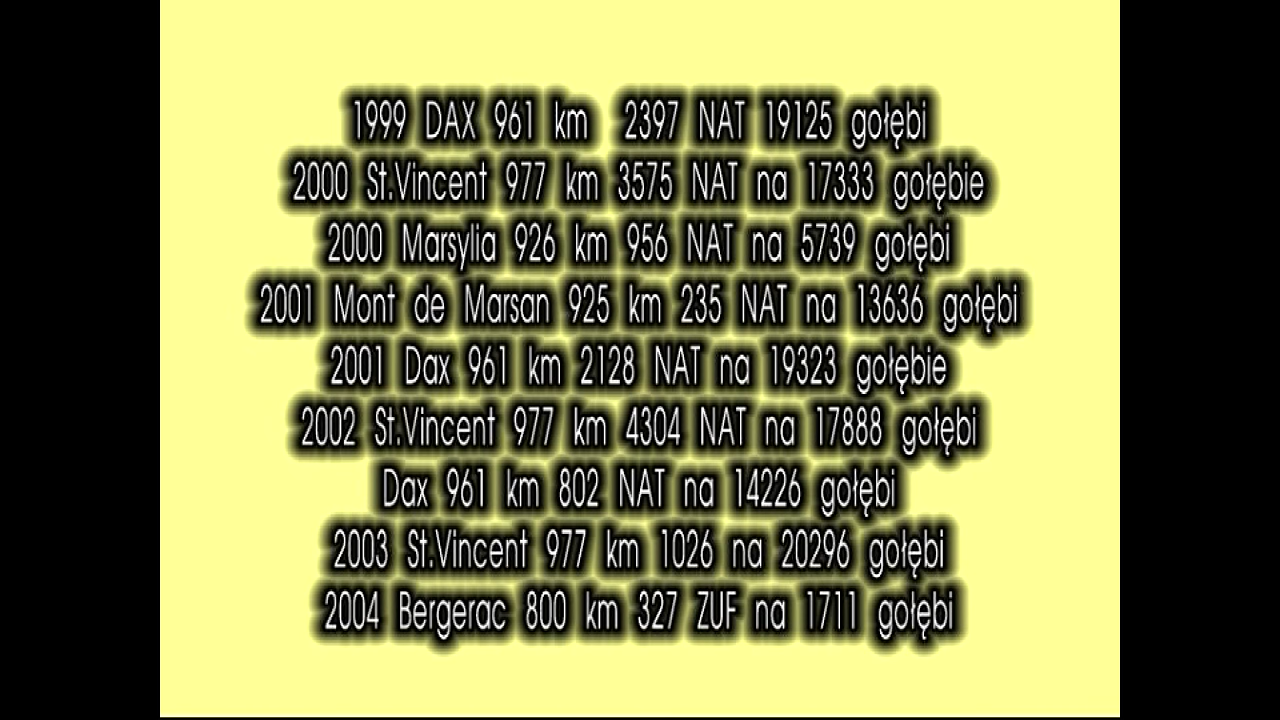 1999 DAX 961 km 2397 NAT 19125 gołębi
2000 St.Vincent 977 km 3575 NAT na 17333 gołębie
2000 Marsylia 926 km 956 NAT na 5739 gołębi
2001 Mont de Marsan 925 km 235 NAT na 13636 gołębi
2001 Dax 961 km 2128 NAT na 19323 gołębie
2002 St.Vincent 977 km 4304 NAT na 17888 gołębi
Dax 961 km 802 NAT na 14226 gołębi
2003 St.Vincent 977 km 1026 na 20296 gołębi
2004 Bergerac 800 km 327 ZUF na 1711 gołębi